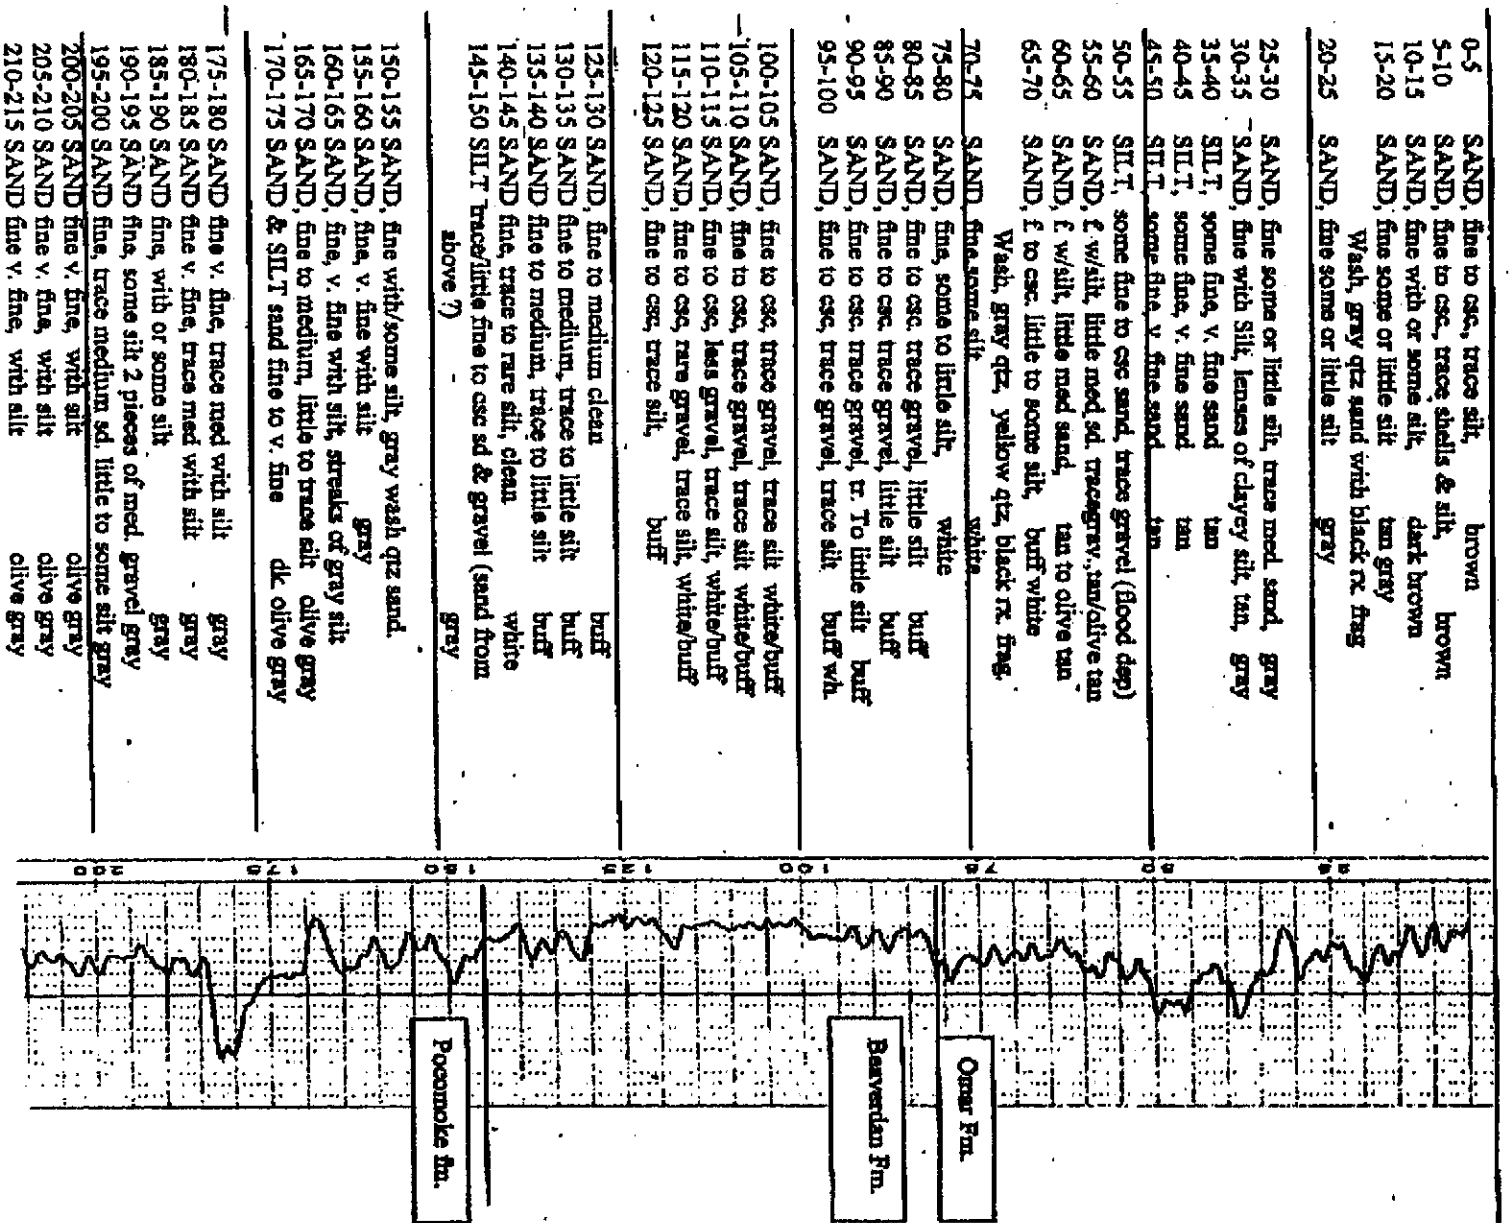 0-5 SAND, fine to csc, trace silt, brown
5-10 SAND, fine to csc, trace shells & silt, brown
10-15 SAND, fine with or some silt, dark brown
15-20 SAND, fine some or little silt tan gray
Wash, gray qtz sand with black rx frag
20-25 SAND, fine some or little silt gray
25-30 SAND, fine some or little silt, trace med sand, gray
30-35 SAND, fine with Silt, lenses of clayey silt, tan, gray
35-40 SILT, some fine, v. fine sand tan
40-45 SILT, some fine, v. fine sand tan
45-50 SILT, some fine, v. fine sand tan
50-55 SILT, some fine to csc sand, trace gravel (flood dep)
55-60 SAND, f. w/silt, little med sd. tracegrav., tan/olive tan
60-65 SAND, f. w/silt, little med sand, tan to olive tan
65-70 SAND, f. to csc. little to some silt, buff white
Wash, gray qtz, yellow qtz, black rx. frag.
70-75 SAND, fine some silt white
75-80 SAND, fine, some to little silt, white
80-85 SAND, fine to csc. trace gravel, little silt buff
85-90 SAND, fine to csc. trace gravel, little silt buff
90-95 SAND, fine to csc. trace gravel, tr. To little silt buff
95-100 SAND, fine to csc, trace gravel, trace silt buff wh.
100-105 SAND, fine to csc, trace gravel, trace silt white/buff
105-110 SAND, fine to csc, trace gravel, trace silt white/buff
110-115 SAND, fine to csc, less gravel, trace silt, white/buff
115-120 SAND, fine to csc, rare gravel, trace silt, white/buff
120-125 SAND, fine to csc, trace silt, buff
125-130 SAND, fine to medium clean buff
130-135 SAND fine to medium, trace to little silt buff
135-140 SAND fine to medium, trace to little silt buff
140-145 SAND fine, trace to rare silt, clean white
145-150 SILT trace/little fine to csc sd & gravel (sand from
above ?) - gray
150-155 SAND, fine with/some silt, gray wash qtz sand.
155-160 SAND, fine, v. fine with silt gray
160-165 SAND, fine, v. fine with silt, streaks of gray silt
165-170 SAND, fine to medium, little to trace silt olive gray
170-175 SAND & SILT sand fine to v. fine dk olive gray
175-180 SAND fine v. fine, trace med with silt gray
180-185 SAND fine v. fine, trace med with silt gray
185-190 SAND fine, with or some silt gray
190-195 SAND fine, some silt 2 pieces of med. gravel gray
195-200 SAND fine, trace medium sd. little to some silt gray
200-205 SAND fine v. fine, with silt olive gray
205-210 SAND fine v. fine, with silt olive gray
210-215 SAND fine v. fine, with silt olive gray
Omar Fm.
Beaverdan Fm.
Pocomoke fm.